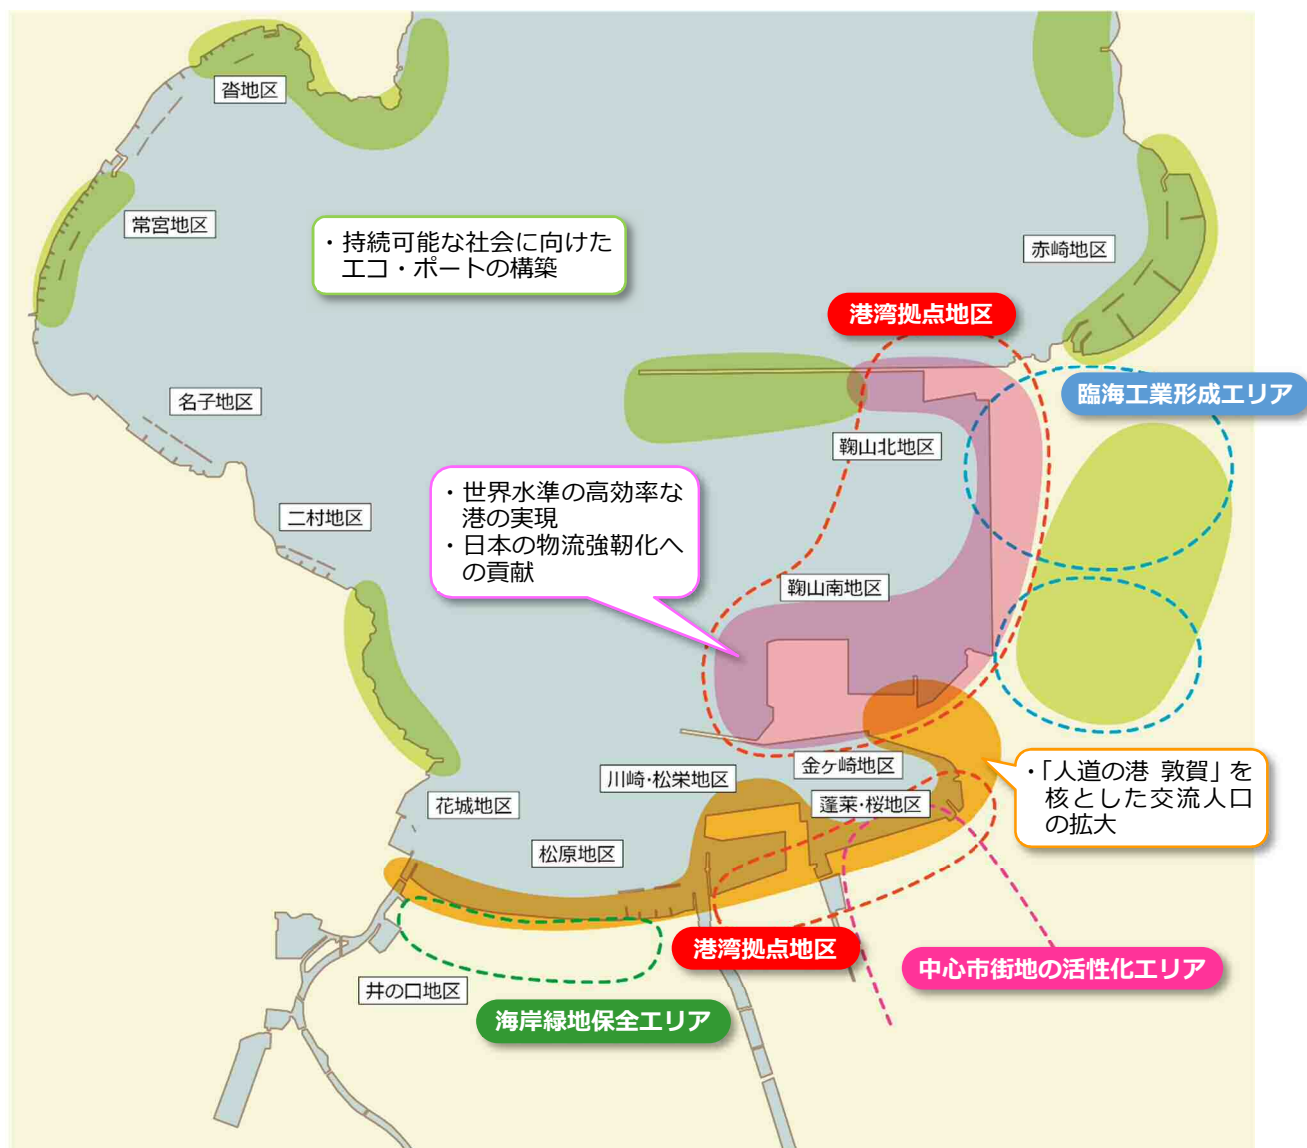 沓地区
常宮地区
・持続可能な社会に向けた
エコ・ポートの構築
赤崎地区
港湾拠点地区
臨海工業形成エリア
名子地区
鞠山北地区
・世界水準の高効率な
港の実現
・日本の物流強靭化へ
の貢献
二村地区
鞠山南地区
金ヶ崎地区
川崎・松栄地区
・「人道の港 敦賀」を
核とした交流人口
の拡大
蓬莱・桜地区
花城地区
松原地区
港湾拠点地区
中心市街地の活性化エリア
井の口地区
海岸緑地保全エリア